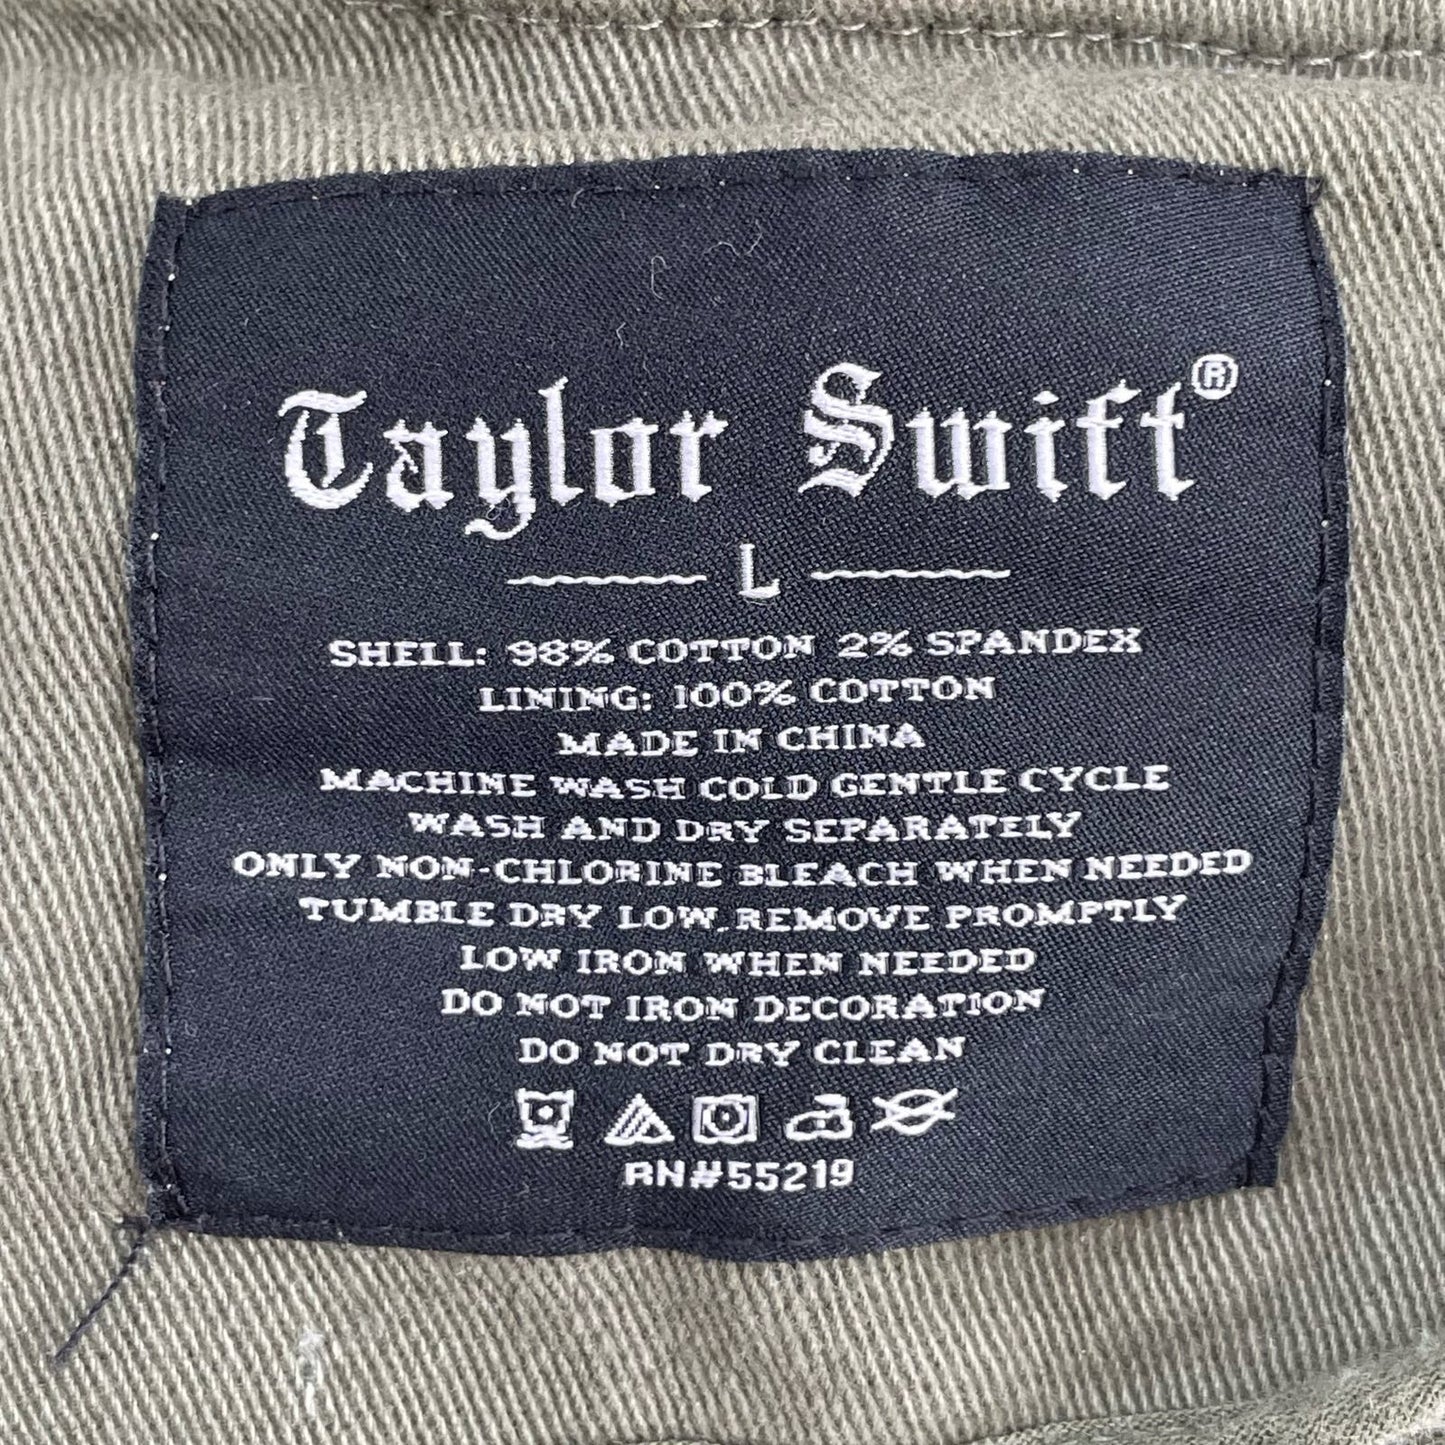 Taylor Swift®
L
SHELL: 98% COTTON 2% SPANDEX
LINING: 100% COTTON
MADE IN CHINA
MACHINE WASH COLD GENTLE CYCLE
WASH AND DRY SEPARATELY
ONLY NON-CHLORINE BLEACH WHEN NEEDED
TUMBLE DRY LOW, REMOVE PROMPTLY
LOW IRON WHEN NEEDED
DO NOT IRON DECORATION
DO NOT DRY CLEAN
RN#55219